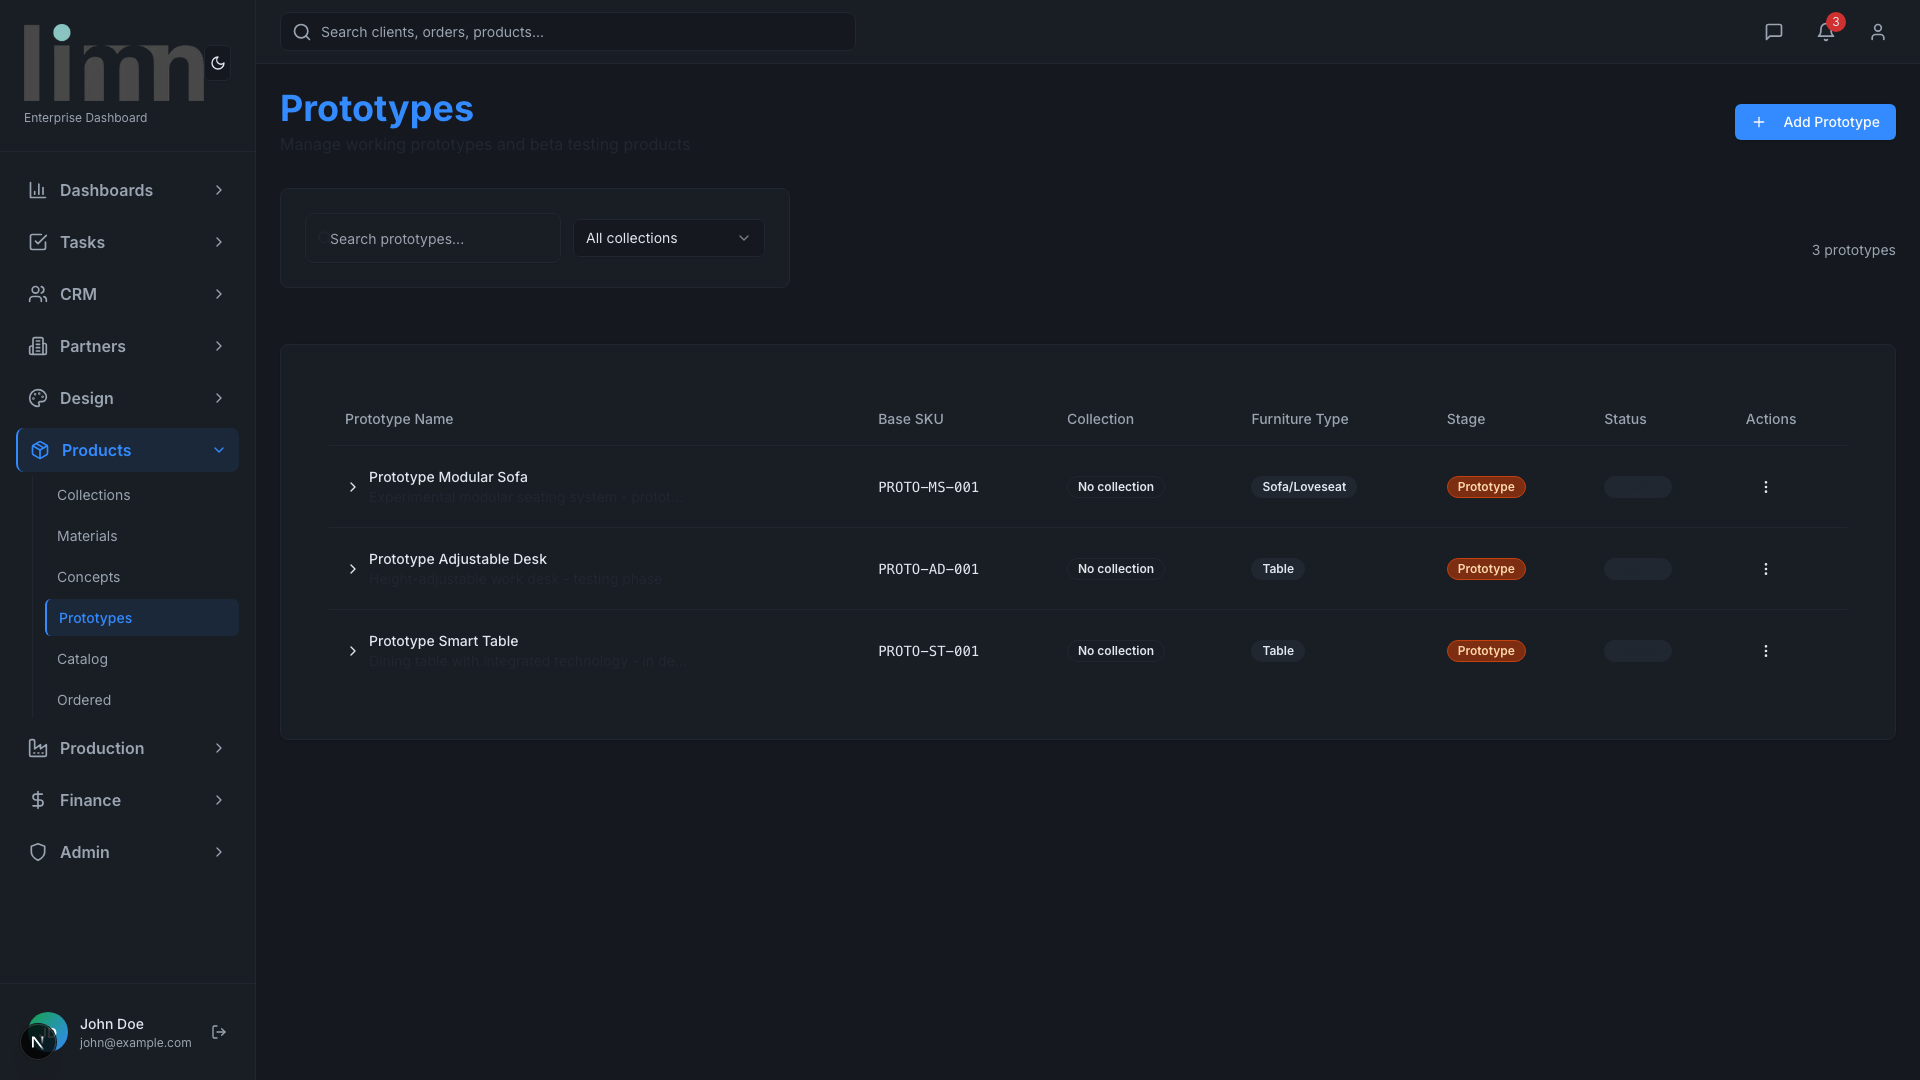 limn
Enterprise Dashboard
Search clients, orders, products...
3
Prototypes
Manage working prototypes and beta testing products
Add Prototype
Dashboards
Tasks
CRM
Partners
Design
Products
Collections
Materials
Concepts
Prototypes
Catalog
Ordered
Production
Finance
Admin
John Doe
john@example.com
N
Search prototypes...
All collections
3 prototypes
Prototype Name Base SKU Collection Furniture Type Stage Status Actions
Prototype Modular Sofa
Experimental modular seating system - protot...
PROTO-MS-001 No collection Sofa/Loveseat Prototype
Prototype Adjustable Desk
Height-adjustable work desk - testing phase
PROTO-AD-001 No collection Table Prototype
Prototype Smart Table
Dining table with integrated technology - in de...
PROTO-ST-001 No collection Table Prototype